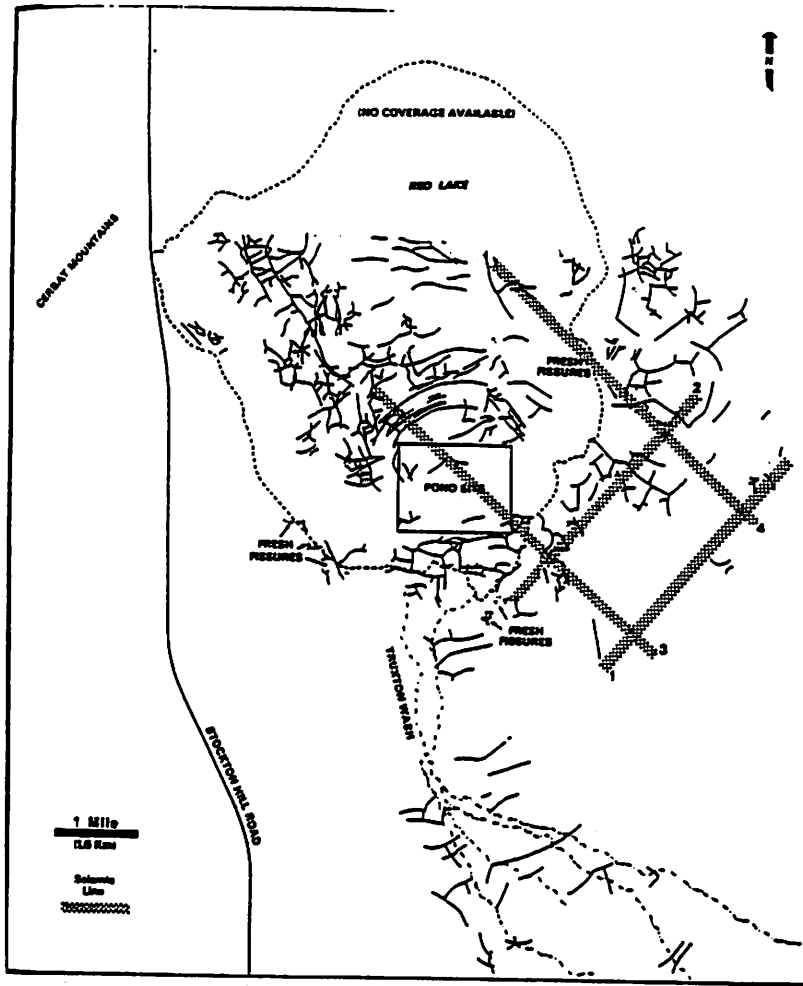 N
(NO COVERAGE AVAILABLE)
RED LAKE
CERBAT MOUNTAINS
FRESH
FISSURES
2
POND SITE
4
FRESH
FISSURES
FRESH
FISSURES
3
1
TRUXTON WASH
STOCKTON HILL ROAD
1 Mile
(1.6 Km)
Seismic
Line